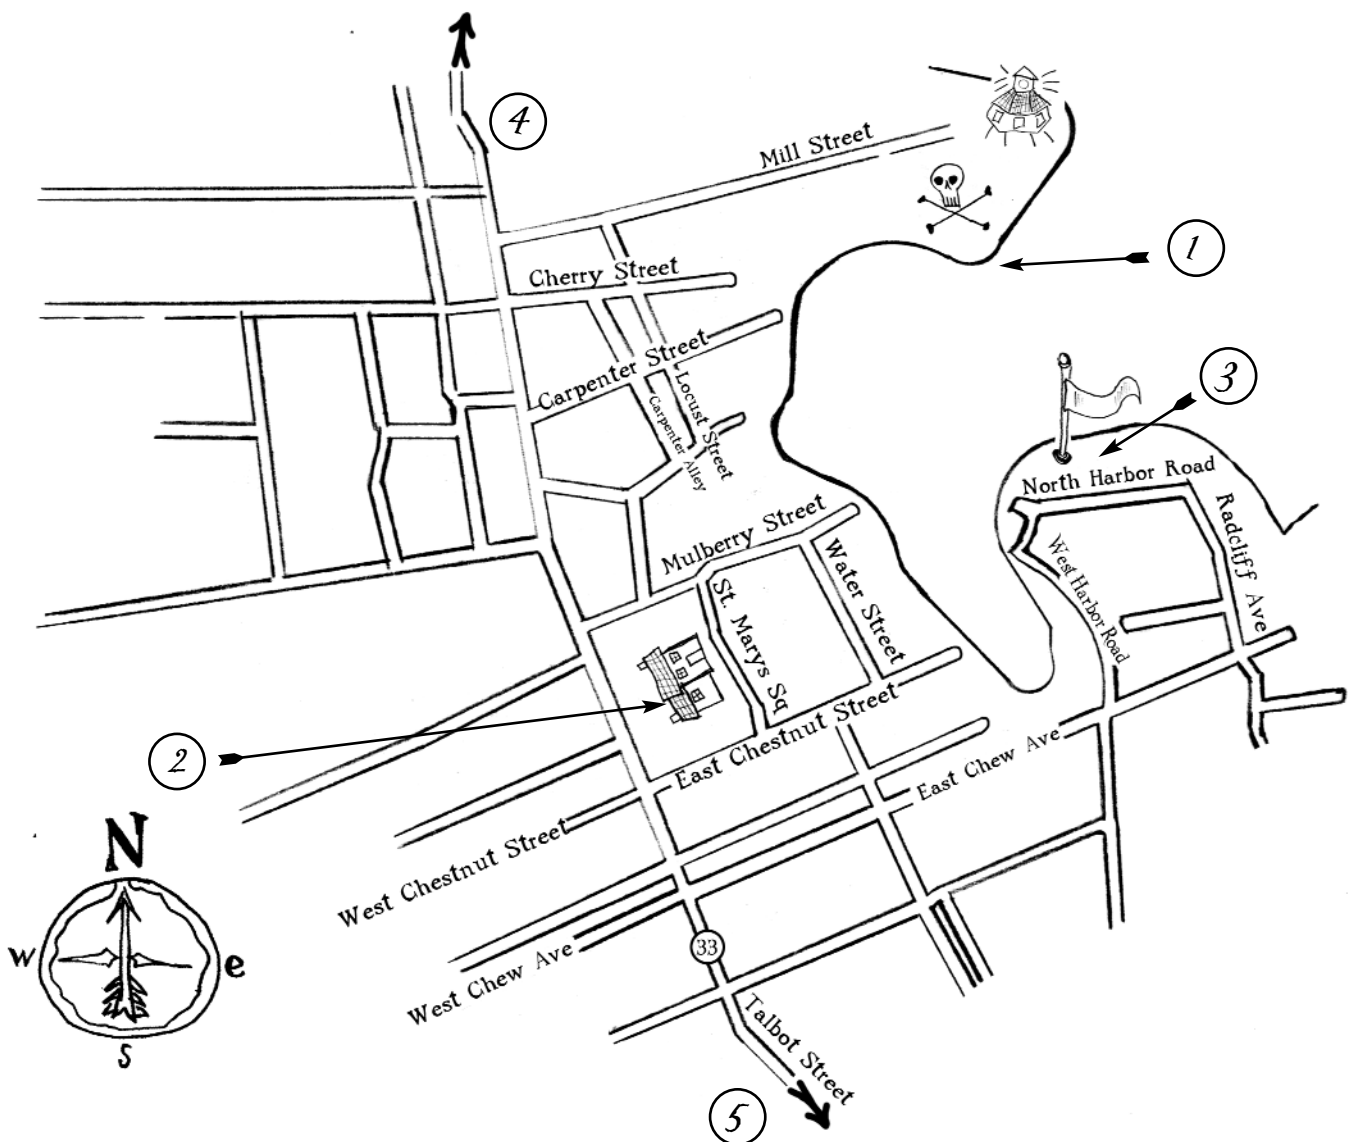 4
Mill Street
1
Cherry Street
Carpenter Street
3
Locust Street
Carpenter Alley
North Harbor Road
Radcliff Ave
Mulberry Street
Water Street
West Harbor Road
St. Marys Sq
2
East Chestnut Street
East Chew Ave
N
West Chestnut Street
W
e
33
West Chew Ave
S
Talbot Street
5